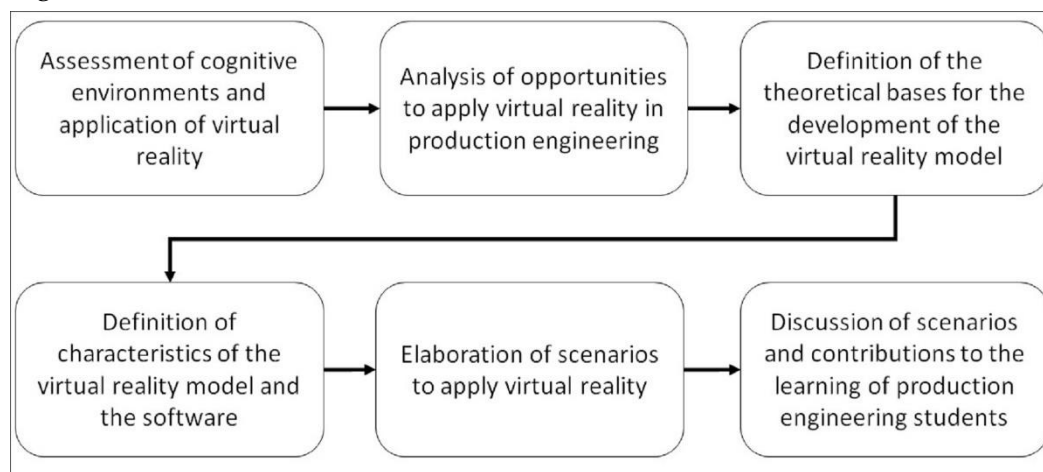 Assessment of cognitive
environments and
application of virtual
reality
Analysis of opportunities
to apply virtual reality in
production engineering
Definition of the
theoretical bases for the
development of the
virtual reality model
Definition of
characteristics of the
virtual reality model and
the software
Elaboration of scenarios
to apply virtual reality
Discussion of scenarios
and contributions to the
learning of production
engineering students